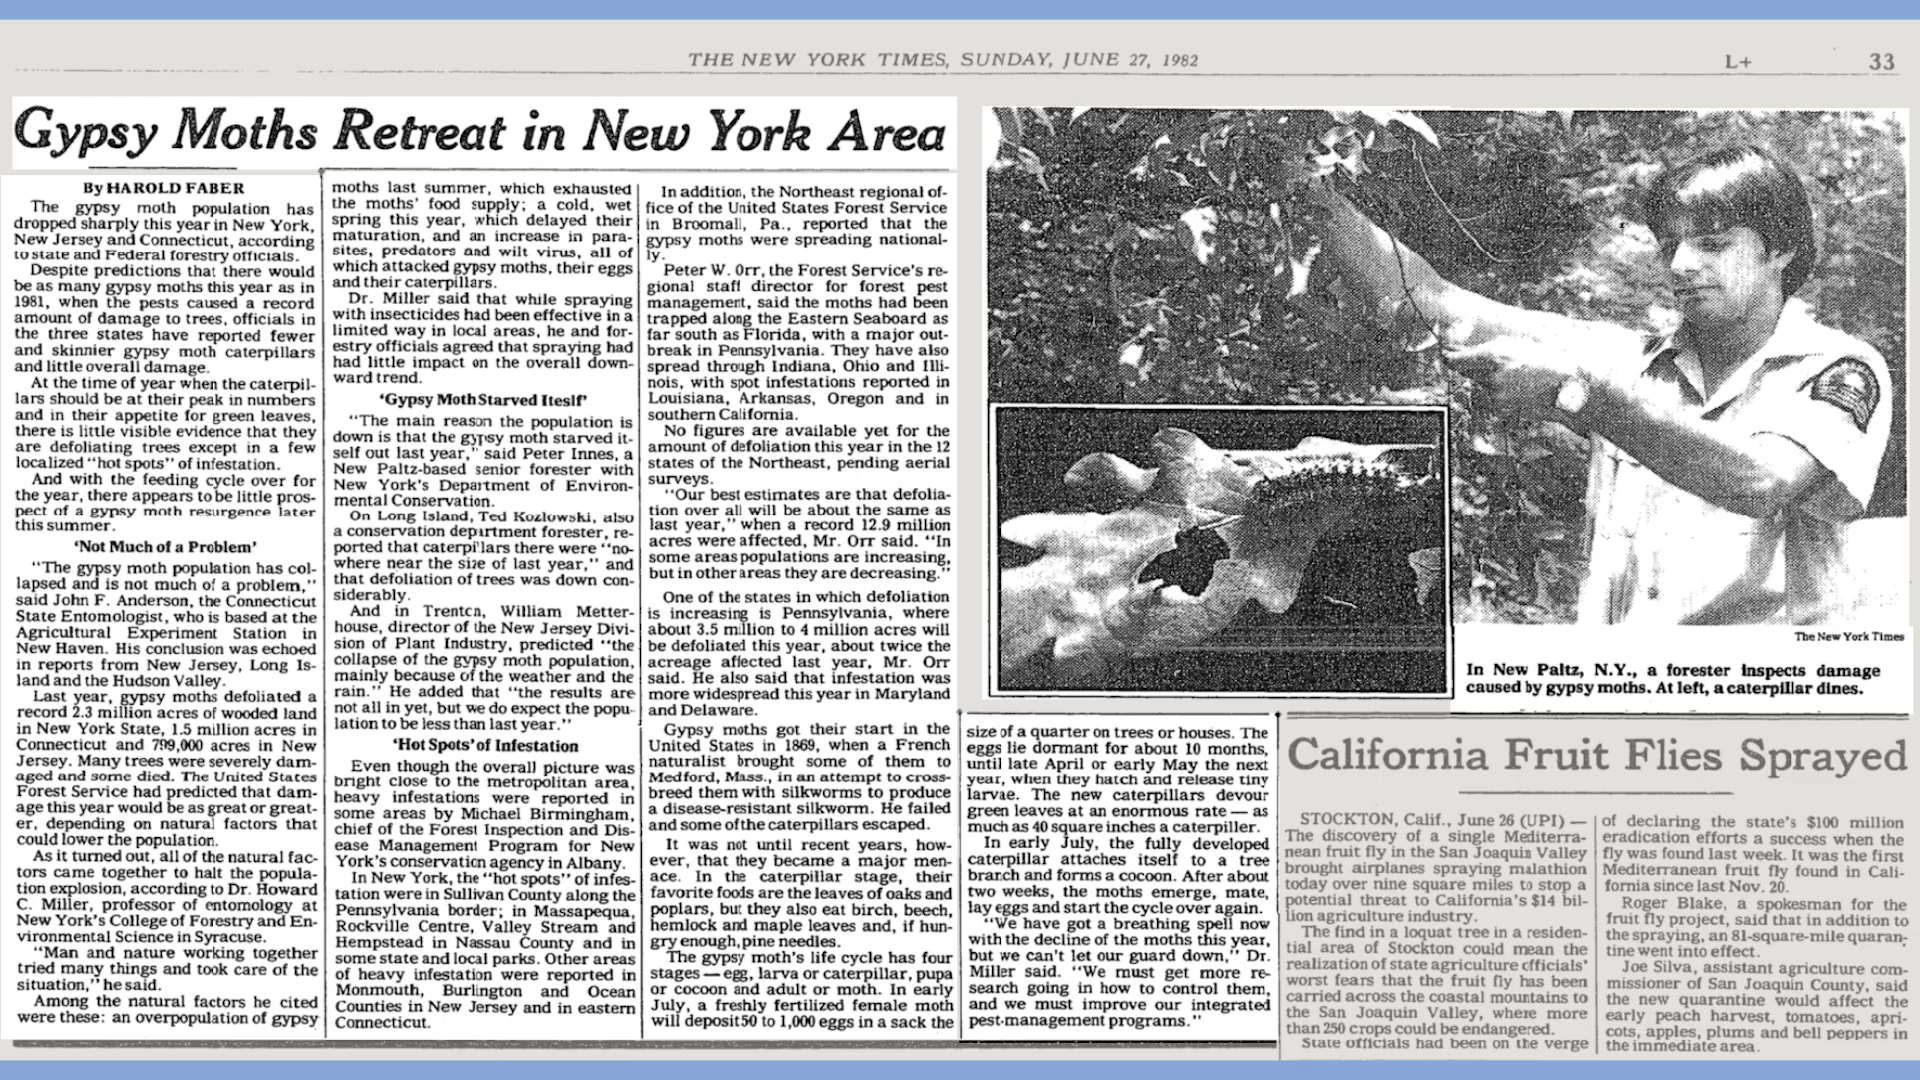 THE NEW YORK TIMES, SUNDAY, JUNE 27, 1982
L+
33
Gypsy Moths Retreat in New York Area
By HAROLD FABER
The gypsy moth population has
dropped sharply this year in New York,
New Jersey and Connecticut, according
to state and Federal forestry officials.
Despite predictions that there would
be as many gypsy moths this year as in
1981, when the pests caused a record
amount of damage to trees, officials in
the three states have reported fewer
and skinnier gypsy moth caterpillars
and little overall damage.
At the time of year when the caterpil-
lars should be at their peak in numbers
and in their appetite for green leaves,
there is little visible evidence that they
are defoliating trees except in a few
localized "hot spots" of infestation.
And with the feeding cycle over for
the year, there appears to be little pros-
pect of a gypsy moth resurgence later
this summer.
'Not Much of a Problem'
"The gypsy moth population has col-
lapsed and is not much of a problem,"
said John F. Anderson, the Connecticut
State Entomologist, who is based at the
Agricultural Experiment Station in
New Haven. His conclusion was echoed
in reports from New Jersey, Long Is-
land and the Hudson Valley.
Last year, gypsy moths defoliated a
record 2.3 million acres of wooded land
in New York State, 1.5 million acres in
Connecticut and 799,000 acres in New
Jersey. Many trees were severely dam-
aged and some died. The United States
Forest Service had predicted that dam-
age this year would be as great or great-
er, depending on natural factors that
could lower the population.
As it turned out, all of the natural fac-
tors came together to halt the popula-
tion explosion, according to Dr. Howard
C. Miller, professor of entomology at
New York's College of Forestry and En-
vironmental Science in Syracuse.
"Man and nature working together
tried many things and took care of the
situation," he said.
Among the natural factors he cited
were these: an overpopulation of gypsy
moths last summer, which exhausted
the moths' food supply; a cold, wet
spring this year, which delayed their
maturation, and an increase in para-
sites, predators and wilt virus, all of
which attacked gypsy moths, their eggs
and their caterpillars.
Dr. Miller said that while spraying
with insecticides had been effective in a
limited way in local areas, he and for-
estry officials agreed that spraying had
had little impact on the overall down-
ward trend.
'Gypsy Moth Starved Iteslf'
"The main reason the population is
down is that the gypsy moth starved it-
self out last year," said Peter Innes, a
New Paltz-based senior forester with
New York's Department of Environ-
mental Conservation.
On Long Island, Ted Kozlowski, also
a conservation department forester, re-
ported that caterpillars there were "no-
where near the size of last year," and
that defoliation of trees was down con-
siderably.
And in Trenton, William Metter-
house, director of the New Jersey Divi-
sion of Plant Industry, predicted "the
collapse of the gypsy moth population,
mainly because of the weather and the
rain." He added that "the results are
not all in yet, but we do expect the popu-
lation to be less than last year."
'Hot Spots' of Infestation
Even though the overall picture was
bright close to the metropolitan area,
heavy infestations were reported in
some areas by Michael Birmingham,
chief of the Forest Inspection and Dis-
ease Management Program for New
York's conservation agency in Albany.
In New York, the "hot spots" of infes-
tation were in Sullivan County along the
Pennsylvania border; in Massapequa,
Rockville Centre, Valley Stream and
Hempstead in Nassau County and in
some state and local parks. Other areas
of heavy infestation were reported in
Monmouth, Burlington and Ocean
Counties in New Jersey and in eastern
Connecticut.
In addition, the Northeast regional of-
fice of the United States Forest Service
in Broomall, Pa., reported that the
gypsy moths were spreading national-
ly.
Peter W. Orr, the Forest Service's re-
gional staff director for forest pest
management, said the moths had been
trapped along the Eastern Seaboard as
far south as Florida, with a major out-
break in Pennsylvania. They have also
spread through Indiana, Ohio and Illi-
nois, with spot infestations reported in
Louisiana, Arkansas, Oregon and in
southern California.
No figures are available yet for the
amount of defoliation this year in the 12
states of the Northeast, pending aerial
surveys.
"Our best estimates are that defolia-
tion over all will be about the same as
last year," when a record 12.9 million
acres were affected, Mr. Orr said. "In
some areas populations are increasing,
but in other areas they are decreasing."
One of the states in which defoliation
is increasing is Pennsylvania, where
about 3.5 million to 4 million acres will
be defoliated this year, about twice the
acreage affected last year, Mr. Orr
said. He also said that infestation was
more widespread this year in Maryland
and Delaware.
Gypsy moths got their start in the
United States in 1869, when a French
naturalist brought some of them to
Medford, Mass., in an attempt to cross-
breed them with silkworms to produce
a disease-resistant silkworm. He failed
and some of the caterpillars escaped.
It was not until recent years, how-
ever, that they became a major men-
ace. In the caterpillar stage, their
favorite foods are the leaves of oaks and
poplars, but they also eat birch, beech,
hemlock and maple leaves and, if hun-
gry enough, pine needles.
The gypsy moth's life cycle has four
stages — egg, larva or caterpillar, pupa
or cocoon and adult or moth. In early
July, a freshly fertilized female moth
will deposit 50 to 1,000 eggs in a sack the
size of a quarter on trees or houses. The
eggs lie dormant for about 10 months,
until late April or early May the next
year, when they hatch and release tiny
larvae. The new caterpillars devour
green leaves at an enormous rate — as
much as 40 square inches a caterpiller.
In early July, the fully developed
caterpillar attaches itself to a tree
branch and forms a cocoon. After about
two weeks, the moths emerge, mate,
lay eggs and start the cycle over again.
"We have got a breathing spell now
with the decline of the moths this year,
but we can't let our guard down," Dr.
Miller said. "We must get more re-
search going in how to control them,
and we must improve our integrated
pest-management programs."
The New York Times
In New Paltz, N.Y., a forester inspects damage
caused by gypsy moths. At left, a caterpillar dines.
California Fruit Flies Sprayed
STOCKTON, Calif., June 26 (UPI) —
The discovery of a single Mediterra-
nean fruit fly in the San Joaquin Valley
brought airplanes spraying malathion
today over nine square miles to stop a
potential threat to California's $14 bil-
lion agriculture industry.
The find in a loquat tree in a residen-
tial area of Stockton could mean the
realization of state agriculture officials'
worst fears that the fruit fly has been
carried across the coastal mountains to
the San Joaquin Valley, where more
than 250 crops could be endangered.
State officials had been on the verge
of declaring the state's $100 million
eradication efforts a success when the
fly was found last week. It was the first
Mediterranean fruit fly found in Cali-
fornia since last Nov. 20.
Roger Blake, a spokesman for the
fruit fly project, said that in addition to
the spraying, an 81-square-mile quaran-
tine went into effect.
Joe Silva, assistant agriculture com-
missioner of San Joaquin County, said
the new quarantine would affect the
early peach harvest, tomatoes, apri-
cots, apples, plums and bell peppers in
the immediate area.